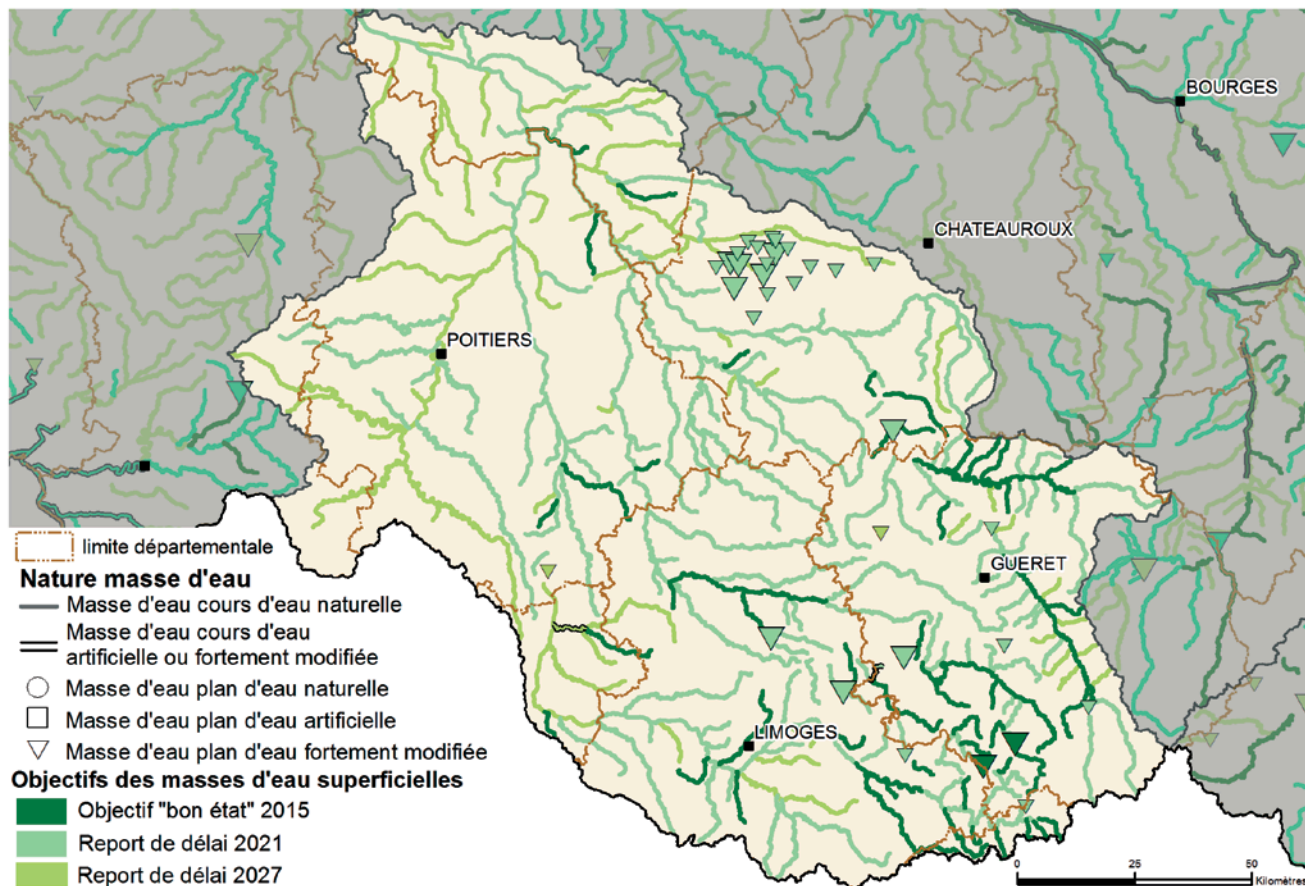 BOURGES
CHATEAUROUX
POITIERS
GUERET
LIMOGES
limite départementale
Nature masse d'eau
Masse d'eau cours d'eau naturelle
Masse d'eau cours d'eau
artificielle ou fortement modifiée
Masse d'eau plan d'eau naturelle
Masse d'eau plan d'eau artificielle
Masse d'eau plan d'eau fortement modifiée
Objectifs des masses d'eau superficielles
Objectif "bon état" 2015
Report de délai 2021
Report de délai 2027
0 25 50
Kilomètres